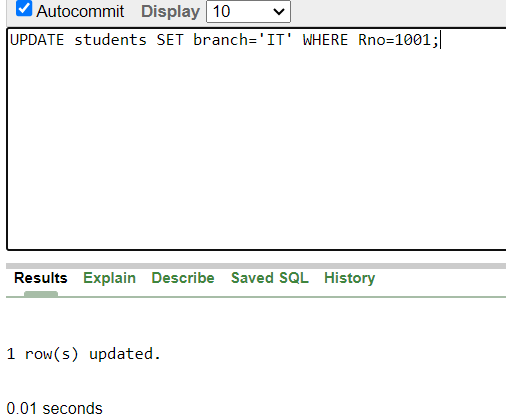 Autocommit Display 10
UPDATE students SET branch='IT' WHERE Rno=1001;
Results Explain Describe Saved SQL History
1 row(s) updated.
0.01 seconds